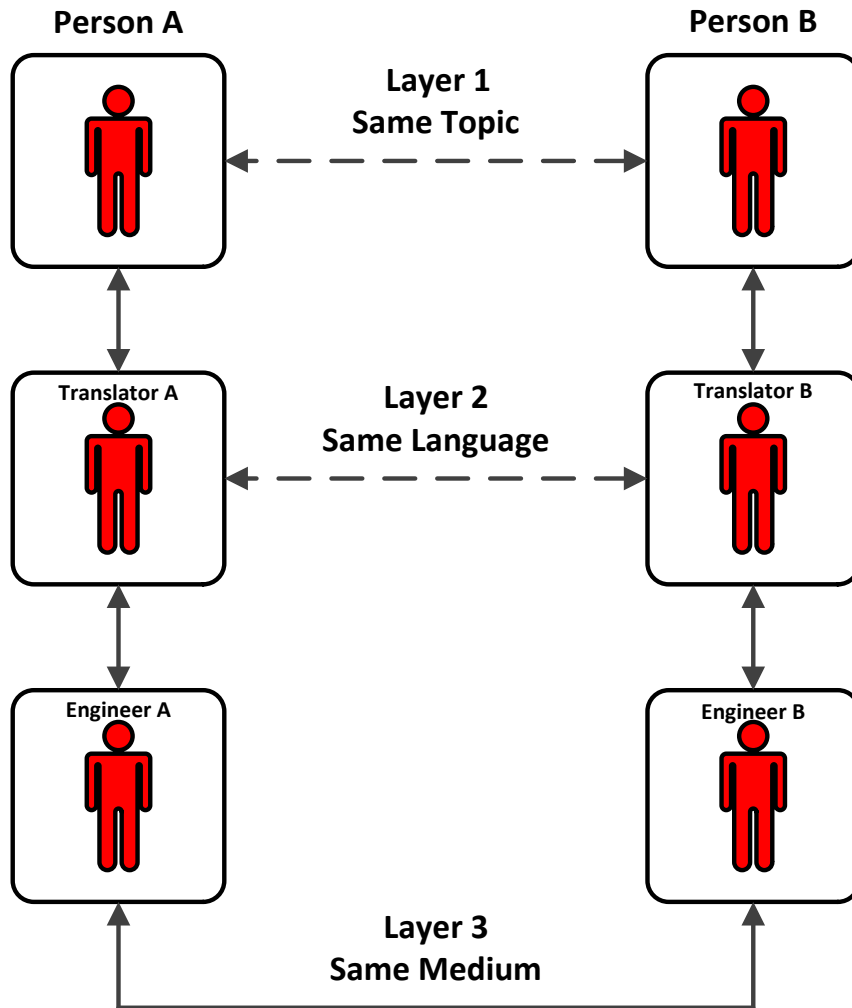 Person A
Person B
Layer 1
Same Topic
Translator A
Layer 2
Same Language
Translator B
Engineer A
Engineer B
Layer 3
Same Medium